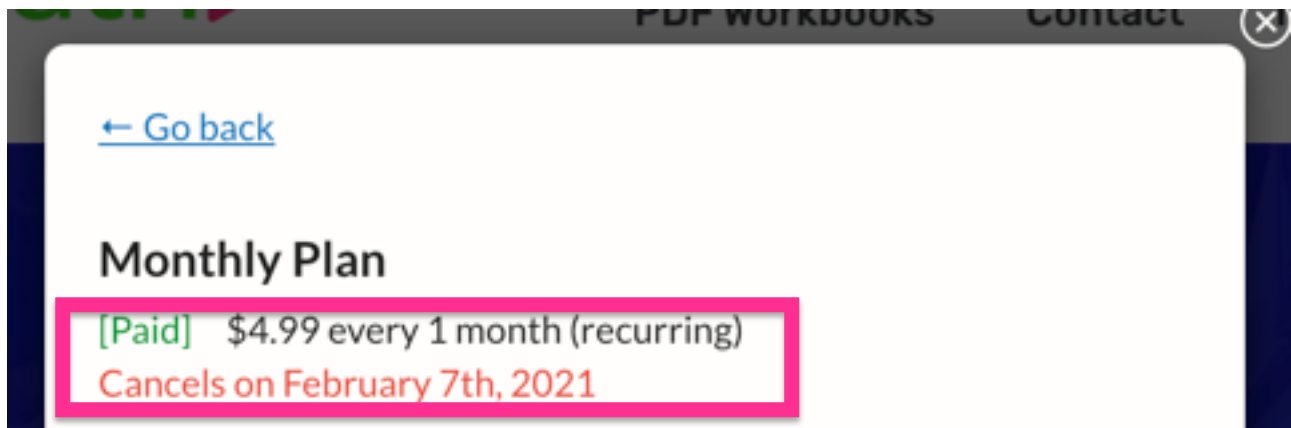 PDF Workbooks Contact
← Go back
Monthly Plan
[Paid] $4.99 every 1 month (recurring)
Cancels on February 7th, 2021